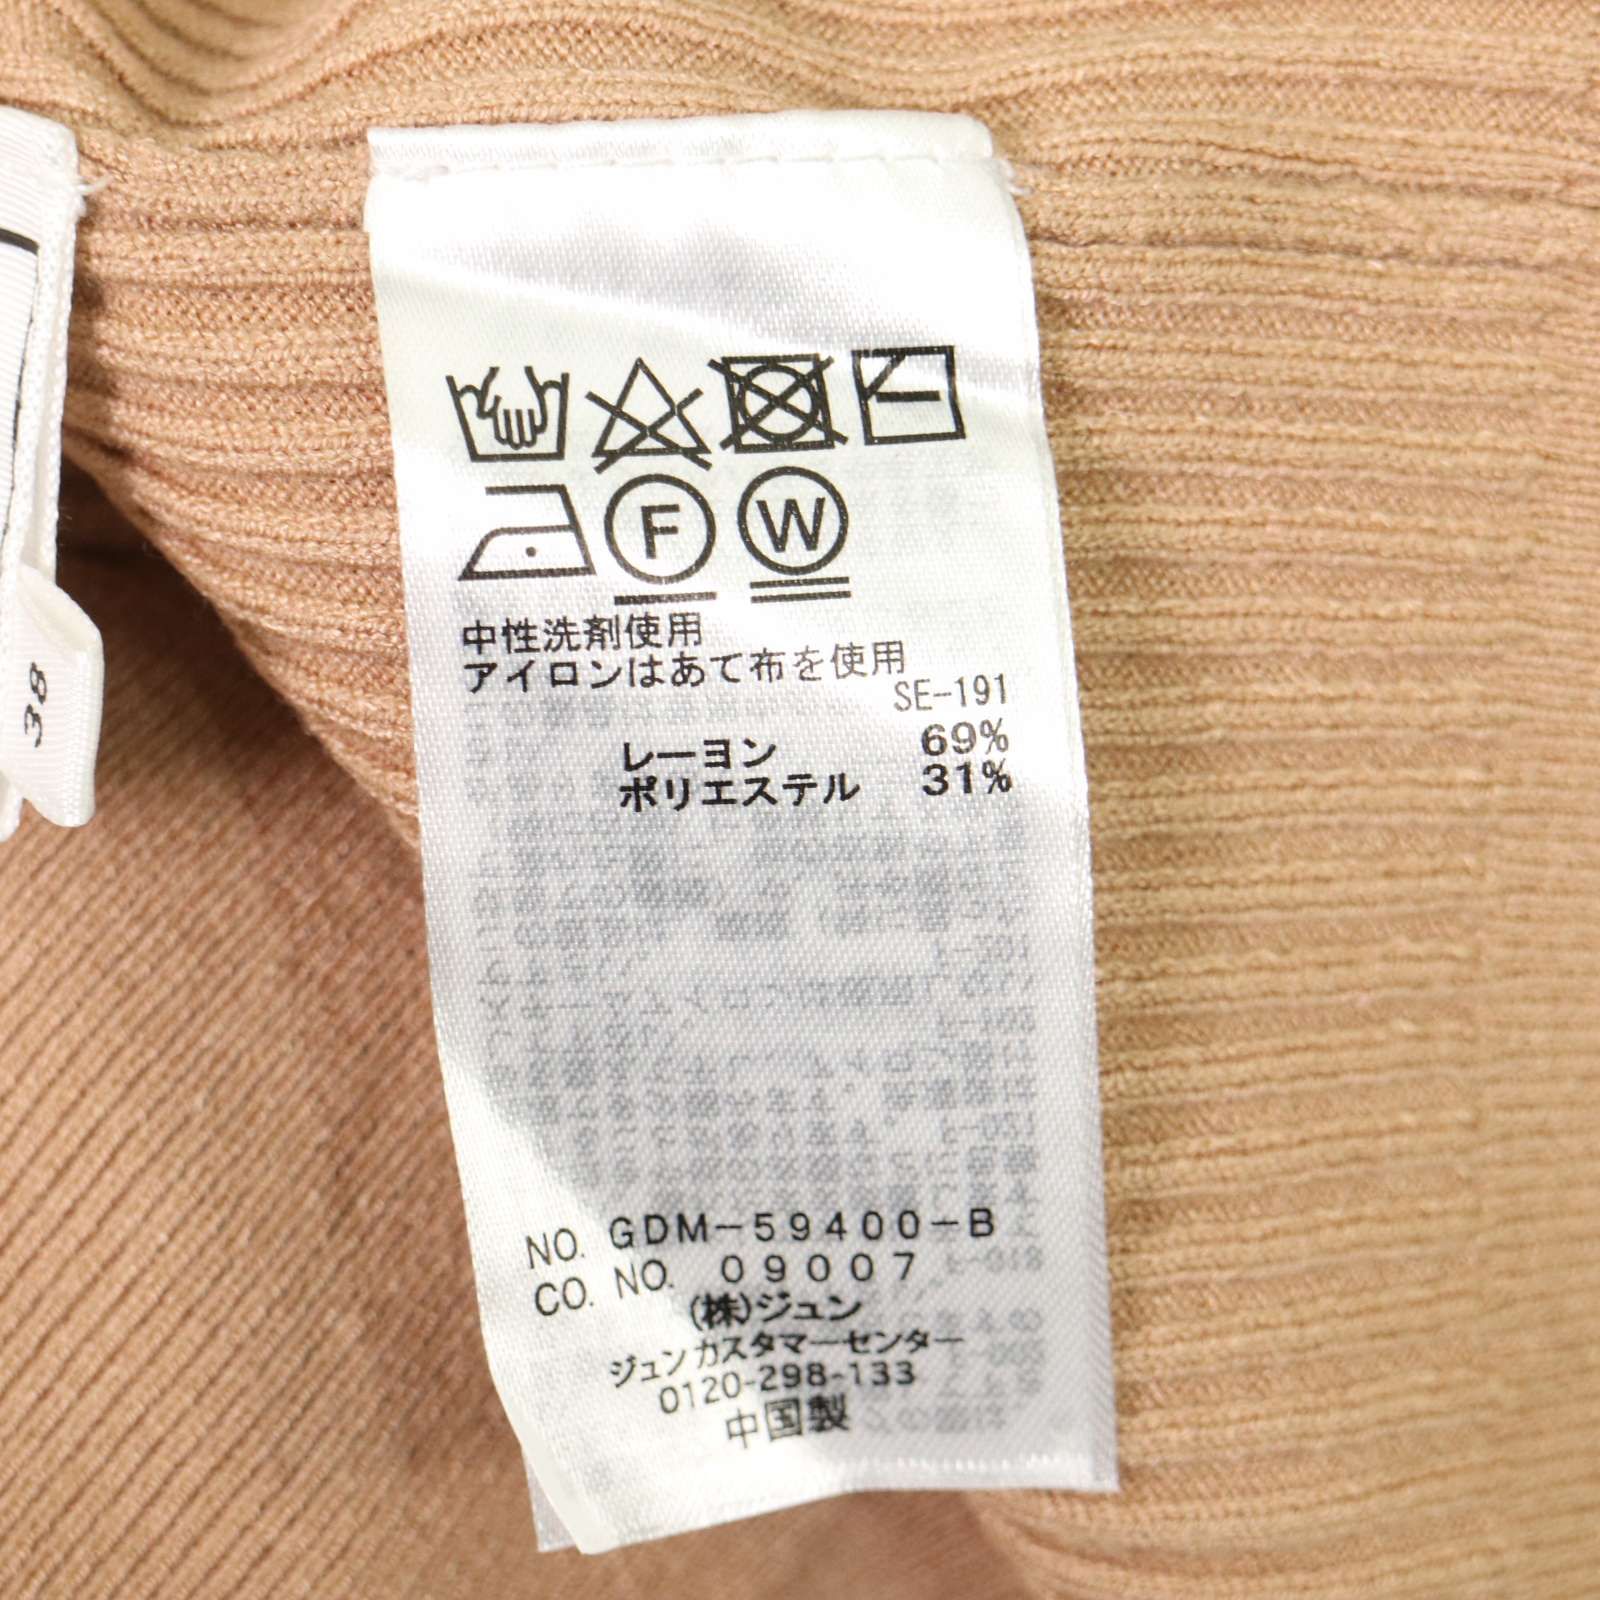 38
F
W
中性洗剤使用
アイロンはあて布を使用
SE-191
レーヨン 69%
ポリエステル 31%
NO. GDM-59400-B
CO. NO. 09007
(株)ジュン
ジュンカスタマーセンター
0120-298-133
中国製